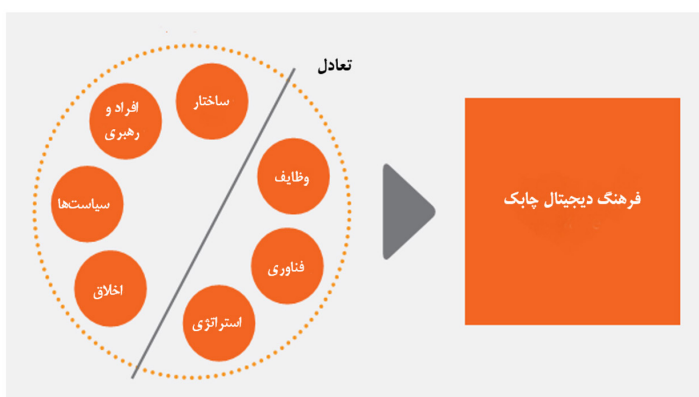 تعادل
ساختار
افراد و
رهبری
سیاست‌ها
اخلاق
وظایف
فناوری
استراتژی
فرهنگ دیجیتال چابک